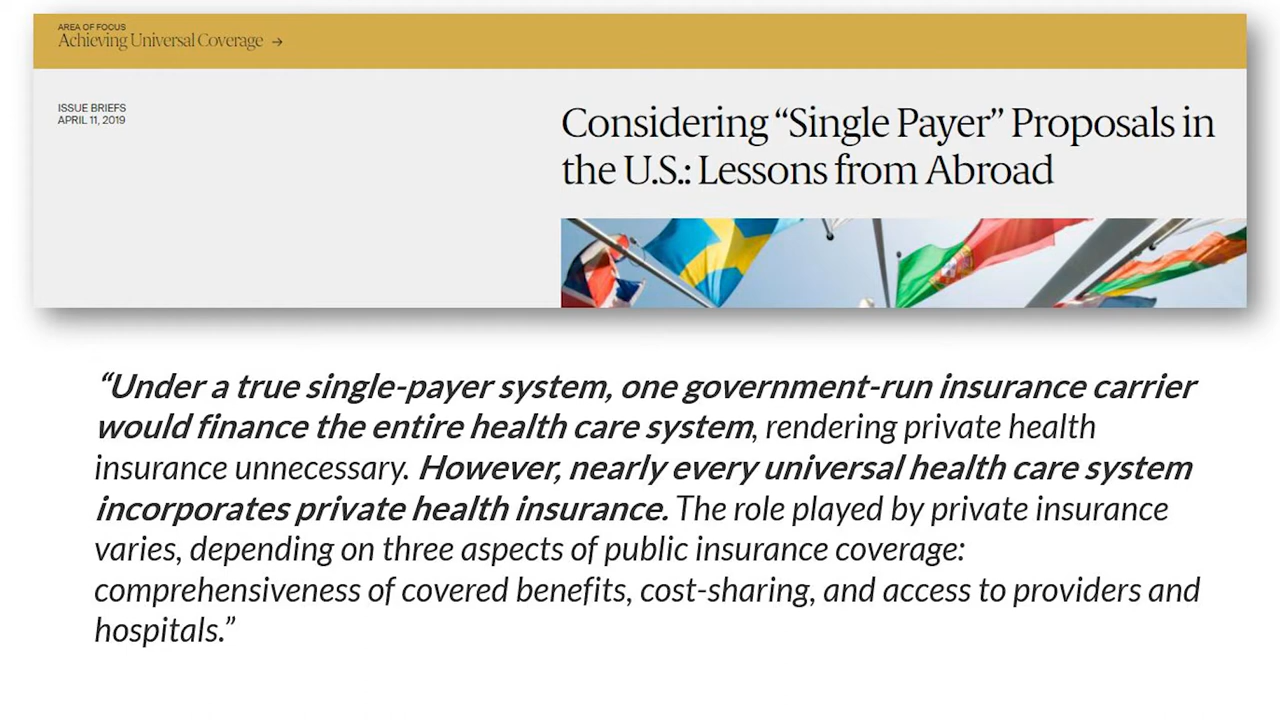 AREA OF FOCUS
Achieving Universal Coverage →
ISSUE BRIEFS
APRIL 11, 2019
Considering “Single Payer” Proposals in
the U.S.: Lessons from Abroad
“Under a true single-payer system, one government-run insurance carrier
would finance the entire health care system, rendering private health
insurance unnecessary. However, nearly every universal health care system
incorporates private health insurance. The role played by private insurance
varies, depending on three aspects of public insurance coverage:
comprehensiveness of covered benefits, cost-sharing, and access to providers and
hospitals.”